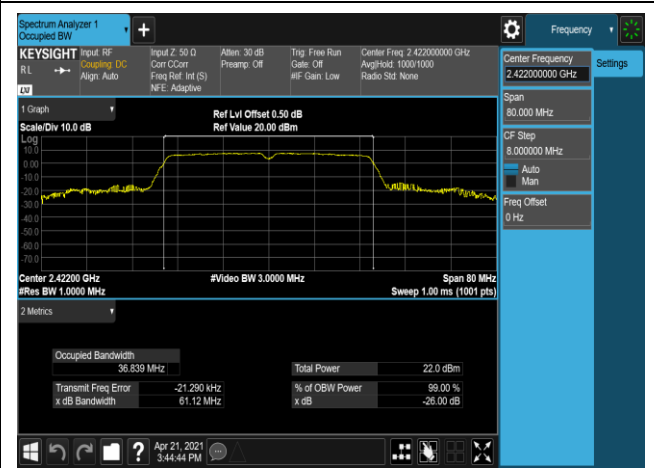 Spectrum Analyzer 1
Occupied BW
+
Frequency
KEYSIGHT
RL
LXI
Input: RF
Coupling: DC
Align: Auto
Input Z: 50 Ω
Corr CCorr
Freq Ref: Int (S)
NFE: Adaptive
Atten: 30 dB
Preamp: Off
Trig: Free Run
Gate: Off
#IF Gain: Low
Center Freq: 2.422000000 GHz
Avg|Hold: 1000/1000
Radio Std: None
Center Frequency
2.422000000 GHz
Settings
Span
80.000 MHz
CF Step
8.000000 MHz
Auto
Man
Freq Offset
0 Hz
1 Graph
Scale/Div 10.0 dB
Ref Lvl Offset 0.50 dB
Ref Value 20.00 dBm
Log
10.0
0.00
-10.0
-20.0
-30.0
-40.0
-50.0
-60.0
-70.0
Center 2.42200 GHz
#Video BW 3.0000 MHz
Span 80 MHz
#Res BW 1.0000 MHz
Sweep 1.00 ms (1001 pts)
2 Metrics
Occupied Bandwidth
36.839 MHz
Total Power 22.0 dBm
Transmit Freq Error -21.290 kHz
% of OBW Power 99.00 %
x dB Bandwidth 61.12 MHz
x dB -26.00 dB
?
Apr 21, 2021
3:44:44 PM